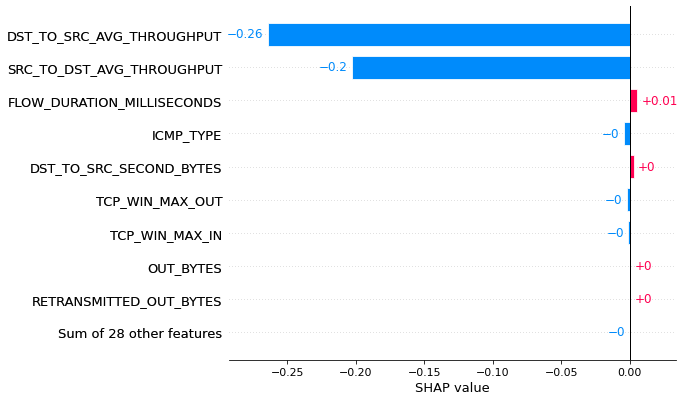 DST_TO_SRC_AVG_THROUGHPUT −0.26
SRC_TO_DST_AVG_THROUGHPUT −0.2
FLOW_DURATION_MILLISECONDS +0.01
ICMP_TYPE −0
DST_TO_SRC_SECOND_BYTES +0
TCP_WIN_MAX_OUT −0
TCP_WIN_MAX_IN −0
OUT_BYTES +0
RETRANSMITTED_OUT_BYTES +0
Sum of 28 other features −0
−0.25 −0.20 −0.15 −0.10 −0.05 0.00
SHAP value